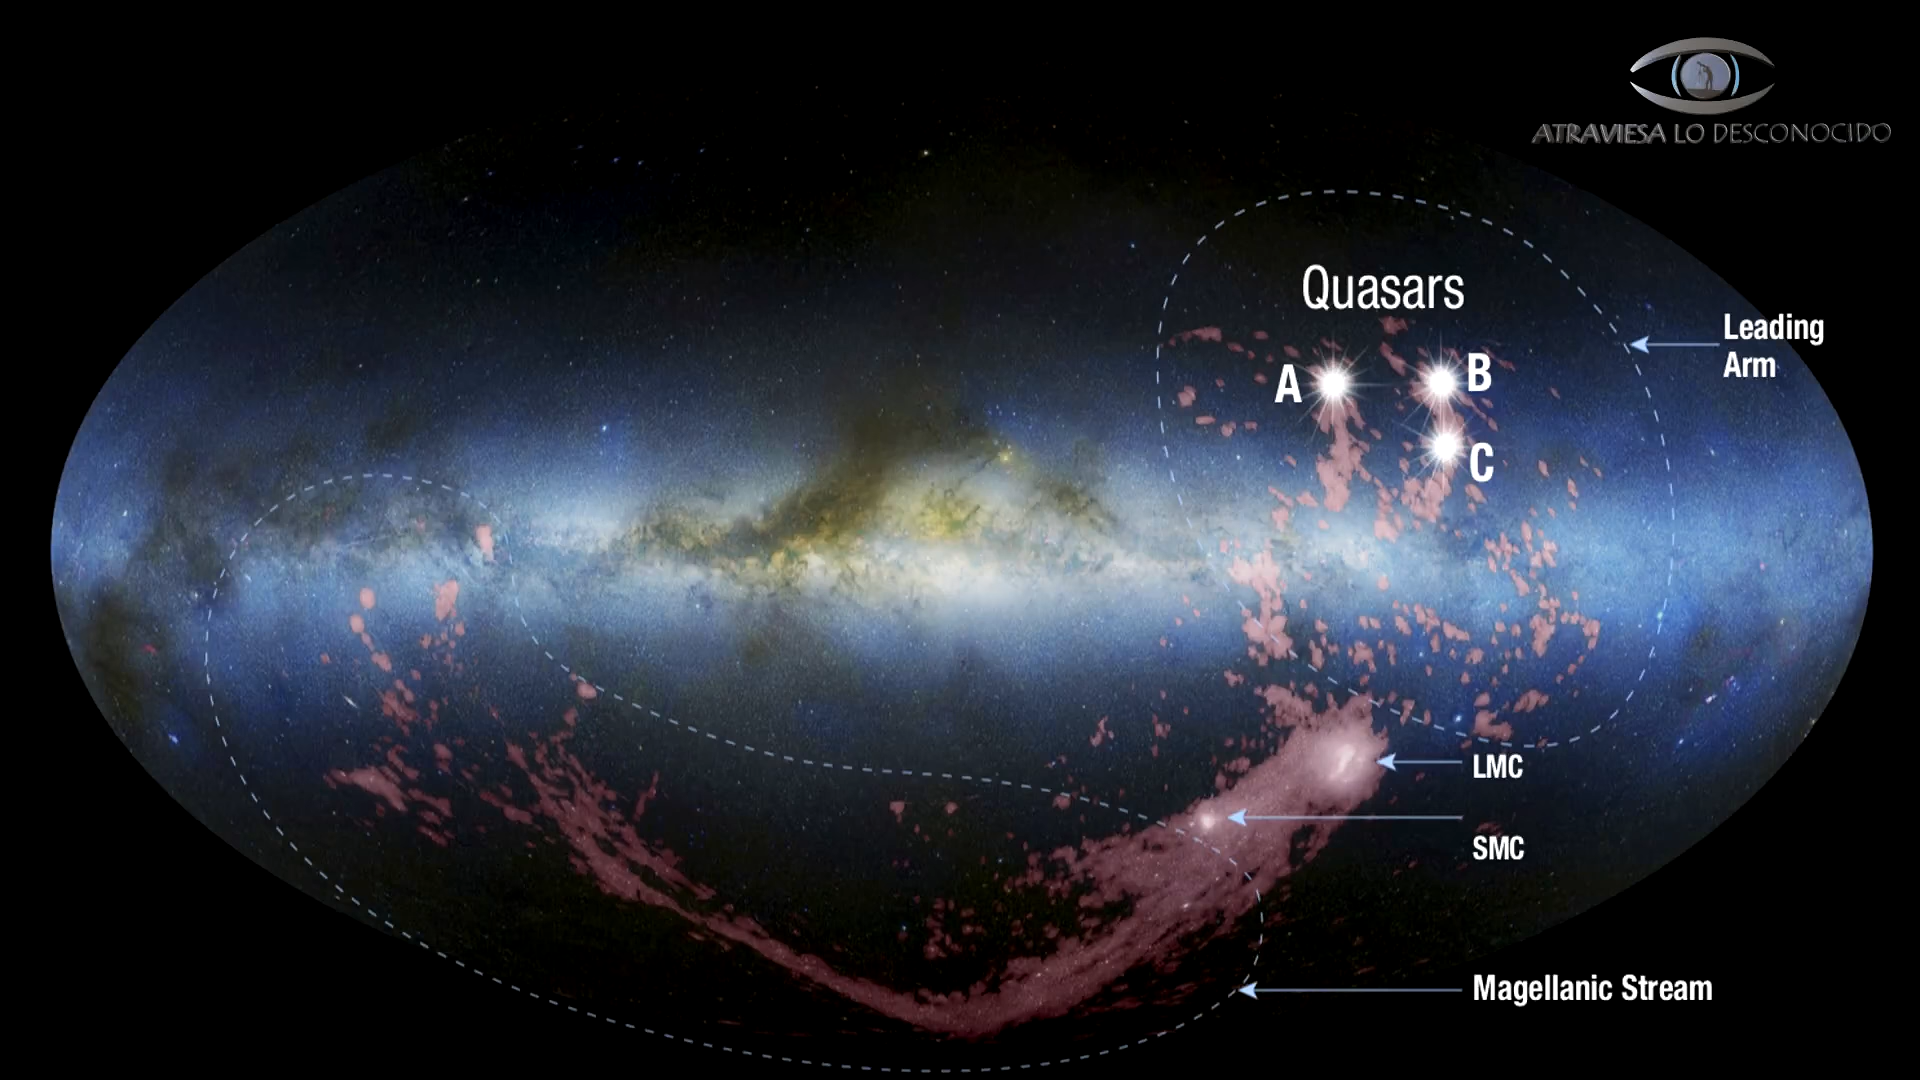 ATRAVIESA LO DESCONOCIDO
Quasars
Leading
Arm
A
B
C
LMC
SMC
Magellanic Stream